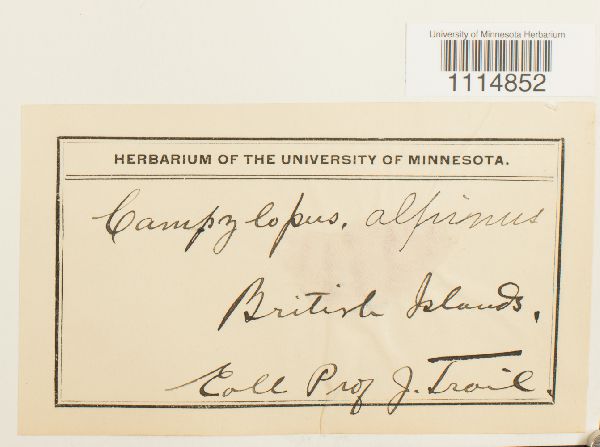 University of Minnesota Herbarium
1114852
HERBARIUM OF THE UNIVERSITY OF MINNESOTA.
Campylopus. alpinus
British Islands.
Coll Prof J. Trail.